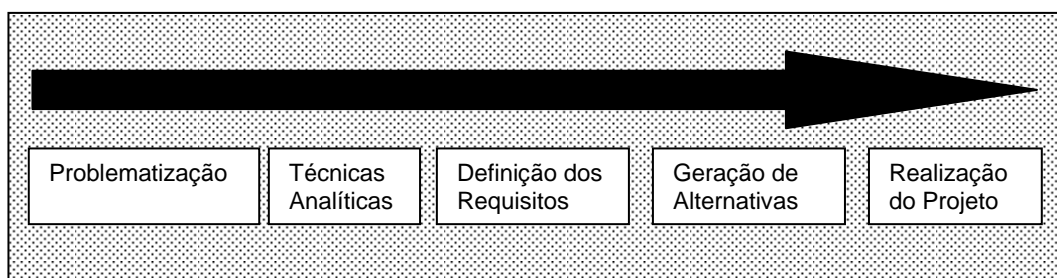 Problematização
Técnicas
Analíticas
Definição dos
Requisitos
Geração de
Alternativas
Realização
do Projeto